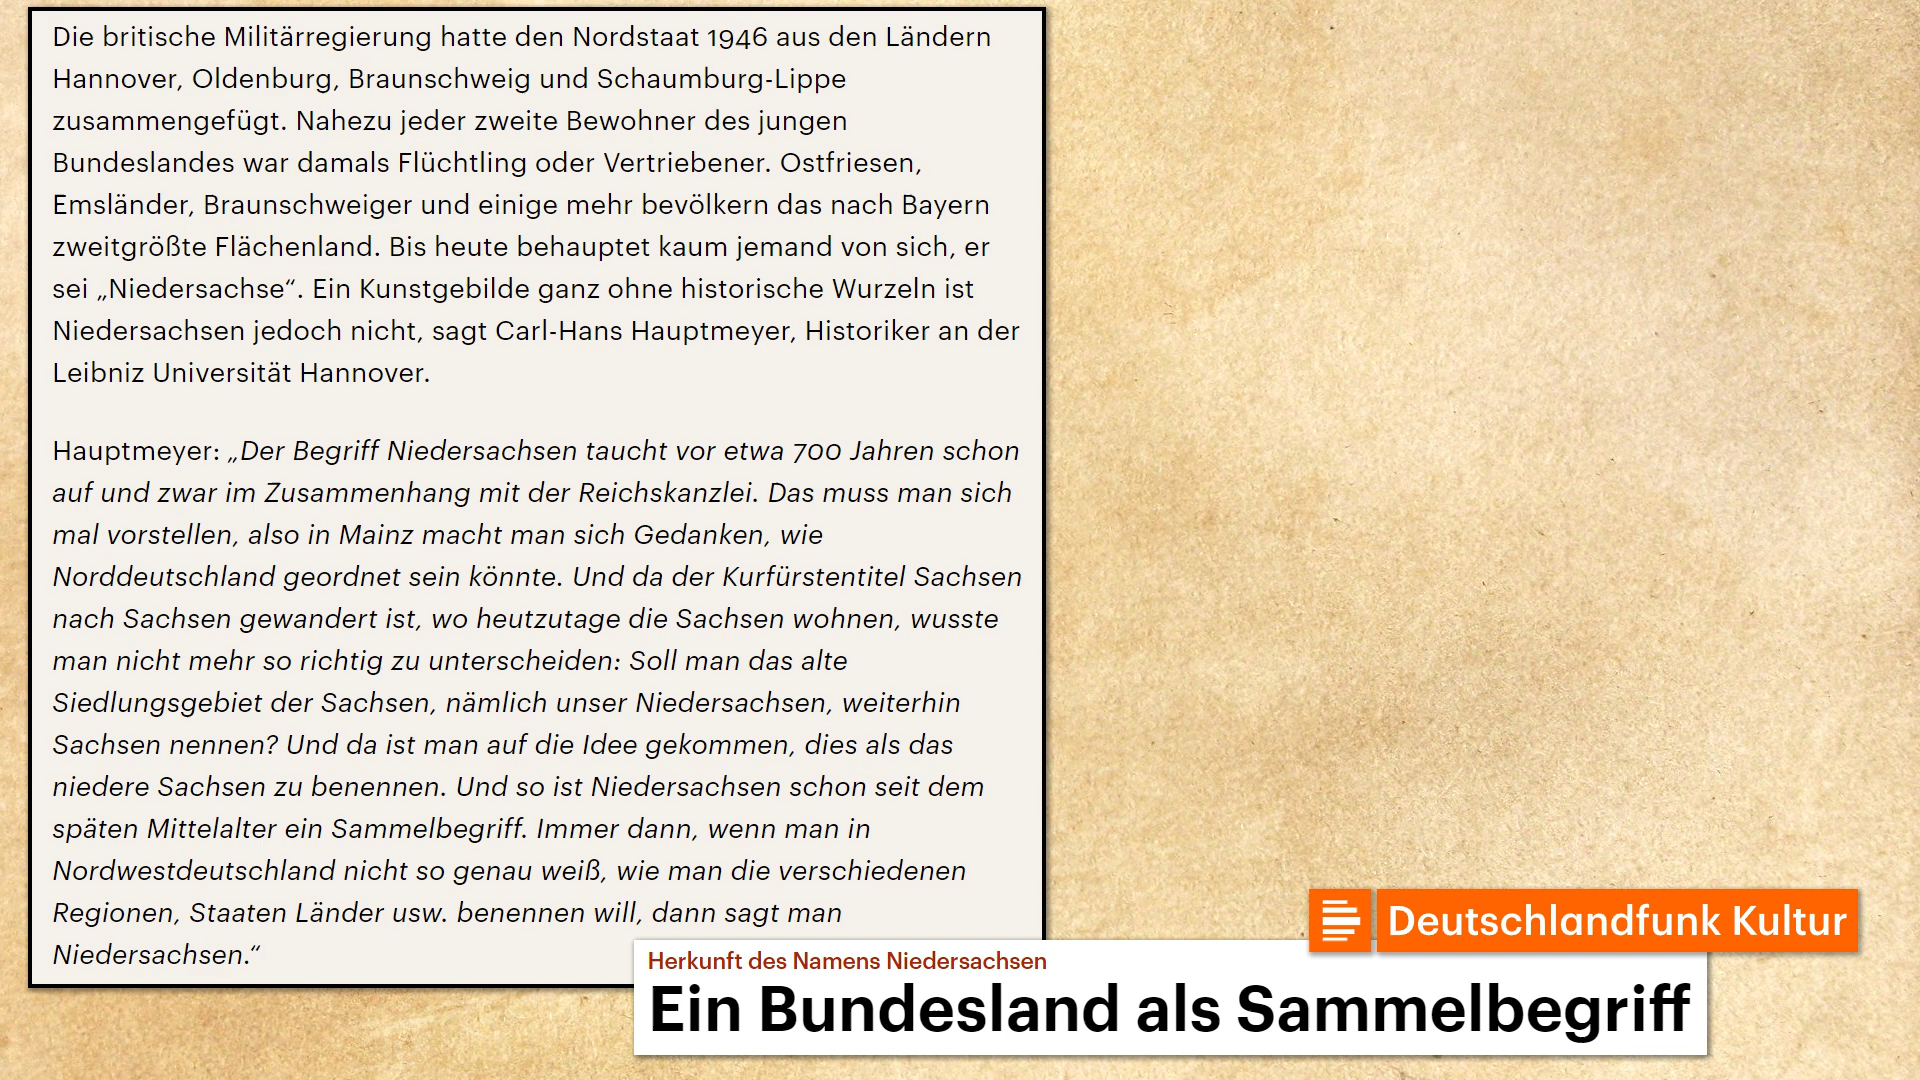 Die britische Militärregierung hatte den Nordstaat 1946 aus den Ländern
Hannover, Oldenburg, Braunschweig und Schaumburg-Lippe
zusammengefügt. Nahezu jeder zweite Bewohner des jungen
Bundeslandes war damals Flüchtling oder Vertriebener. Ostfriesen,
Emsländer, Braunschweiger und einige mehr bevölkern das nach Bayern
zweitgrößte Flächenland. Bis heute behauptet kaum jemand von sich, er
sei „Niedersachse“. Ein Kunstgebilde ganz ohne historische Wurzeln ist
Niedersachsen jedoch nicht, sagt Carl-Hans Hauptmeyer, Historiker an der
Leibniz Universität Hannover.
Hauptmeyer: „Der Begriff Niedersachsen taucht vor etwa 700 Jahren schon
auf und zwar im Zusammenhang mit der Reichskanzlei. Das muss man sich
mal vorstellen, also in Mainz macht man sich Gedanken, wie
Norddeutschland geordnet sein könnte. Und da der Kurfürstentitel Sachsen
nach Sachsen gewandert ist, wo heutzutage die Sachsen wohnen, wusste
man nicht mehr so richtig zu unterscheiden: Soll man das alte
Siedlungsgebiet der Sachsen, nämlich unser Niedersachsen, weiterhin
Sachsen nennen? Und da ist man auf die Idee gekommen, dies als das
niedere Sachsen zu benennen. Und so ist Niedersachsen schon seit dem
späten Mittelalter ein Sammelbegriff. Immer dann, wenn man in
Nordwestdeutschland nicht so genau weiß, wie man die verschiedenen
Regionen, Staaten Länder usw. benennen will, dann sagt man
Niedersachsen.“
Deutschlandfunk Kultur
Herkunft des Namens Niedersachsen
Ein Bundesland als Sammelbegriff